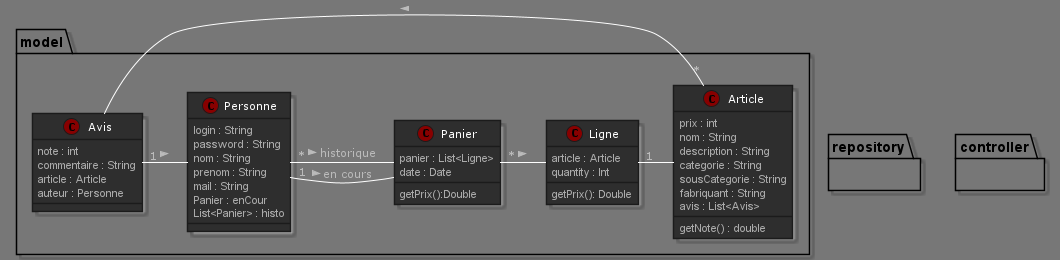 model
Avis
note : int
commentaire : String
article : Article
auteur : Personne
1
Personne
login : String
password : String
nom : String
prenom : String
mail : String
Panier : enCour
List<Panier> : histo
* historique
1 en cours
Panier
panier : List<Ligne>
date : Date
getPrix():Double
*
Ligne
article : Article
quantity : Int
getPrix(): Double
1
*
Article
prix : int
nom : String
description : String
categorie : String
sousCategorie : String
fabriquant : String
avis : List<Avis>
getNote() : double
repository
controller